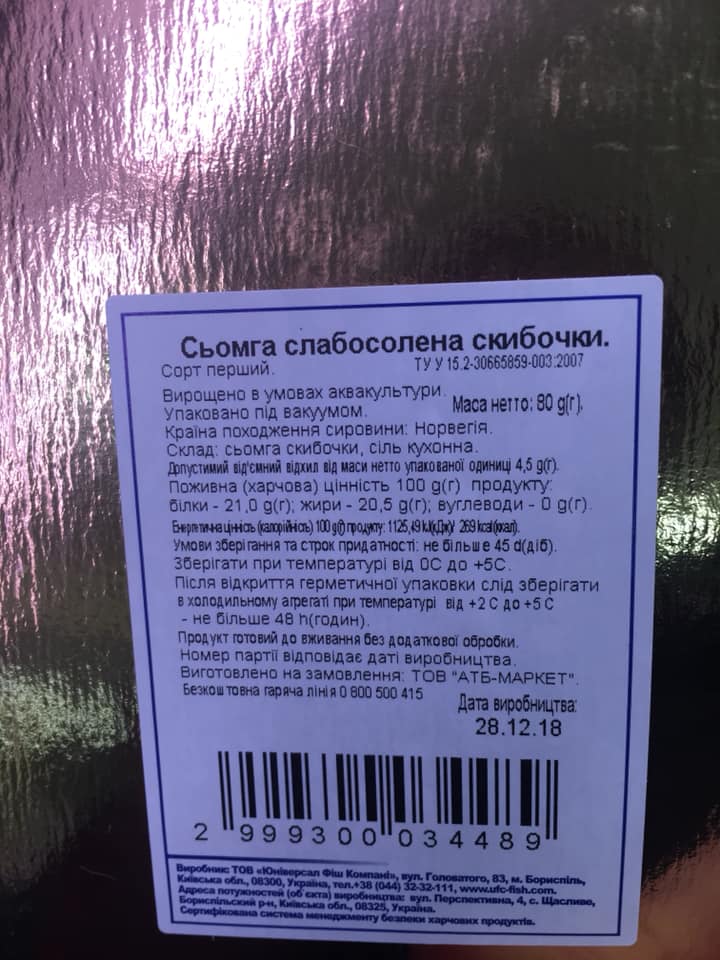 Сьомга слабосолена скибочки.
Сорт перший. ТУ У 15.2-30665859-003:2007
Вирощено в умовах аквакультури.
Упаковано під вакуумом. Маса нетто: 80 g(г).
Країна походження сировини: Норвегія.
Склад: сьомга скибочки, сіль кухонна.
Допустимий від'ємний відхил від маси нетто упакованої одиниці 4,5 g(г).
Поживна (харчова) цінність 100 g(г) продукту:
білки - 21,0 g(г); жири - 20,5 g(г); вуглеводи - 0 g(г).
Енергетична цінність (калорійність) 100 g(г) продукту: 1125,49 kJ(кДж)/ 269 kcal(ккал).
Умови зберігання та строк придатності: не більше 45 d(діб).
Зберігати при температурі від 0С до +5С.
Після відкриття герметичної упаковки слід зберігати
в холодильному агрегаті при температурі від +2 С до +5 С
- не більше 48 h(годин).
Продукт готовий до вживання без додаткової обробки.
Номер партії відповідає даті виробництва.
Виготовлено на замовлення: ТОВ "АТБ-МАРКЕТ".
Безкоштовна гаряча лінія 0 800 500 415
Дата виробництва:
28.12.18
2 999300 034489
Виробник: ТОВ «Юніверсал Фіш Компані», вул. Головатого, 83, м. Бориспіль,
Київська обл., 08300, Україна, тел.+38 (044) 32-32-111, www.ufc-fish.com.
Адреса потужностей (об'єкта) виробництва: вул. Перспективна, 4, с. Щасливе,
Бориспільський р-н, Київська обл., 08325, Україна.
Сертифікована система менеджменту безпеки харчових продуктів.